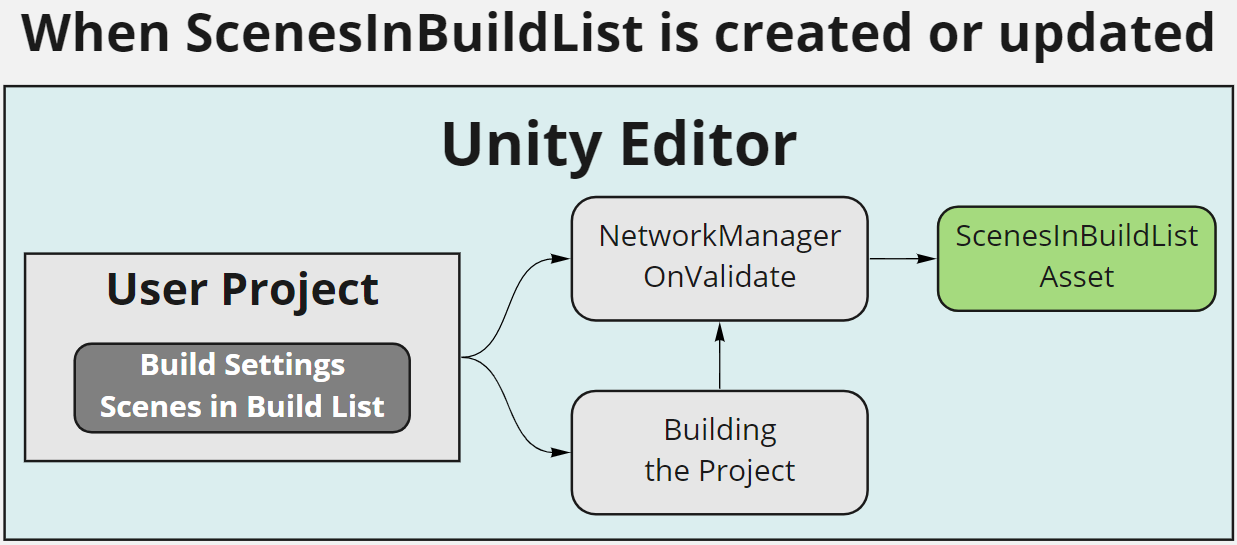 When ScenesInBuildList is created or updated
Unity Editor
User Project
Build Settings
Scenes in Build List
NetworkManager
OnValidate
Building
the Project
ScenesInBuildList
Asset